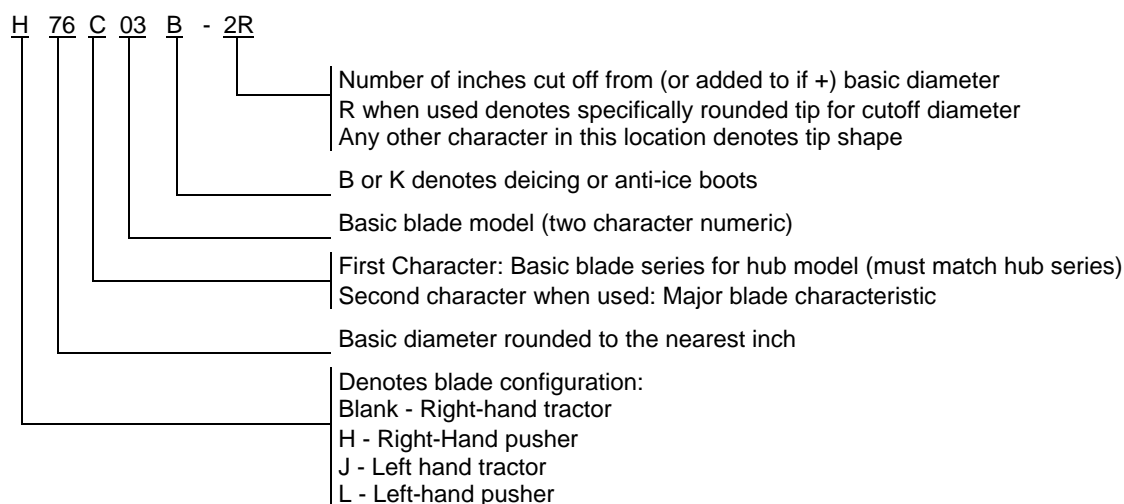 H 76 C 03 B - 2R
Number of inches cut off from (or added to if +) basic diameter
R when used denotes specifically rounded tip for cutoff diameter
Any other character in this location denotes tip shape
B or K denotes deicing or anti-ice boots
Basic blade model (two character numeric)
First Character: Basic blade series for hub model (must match hub series)
Second character when used: Major blade characteristic
Basic diameter rounded to the nearest inch
Denotes blade configuration:
Blank - Right-hand tractor
H - Right-Hand pusher
J - Left hand tractor
L - Left-hand pusher